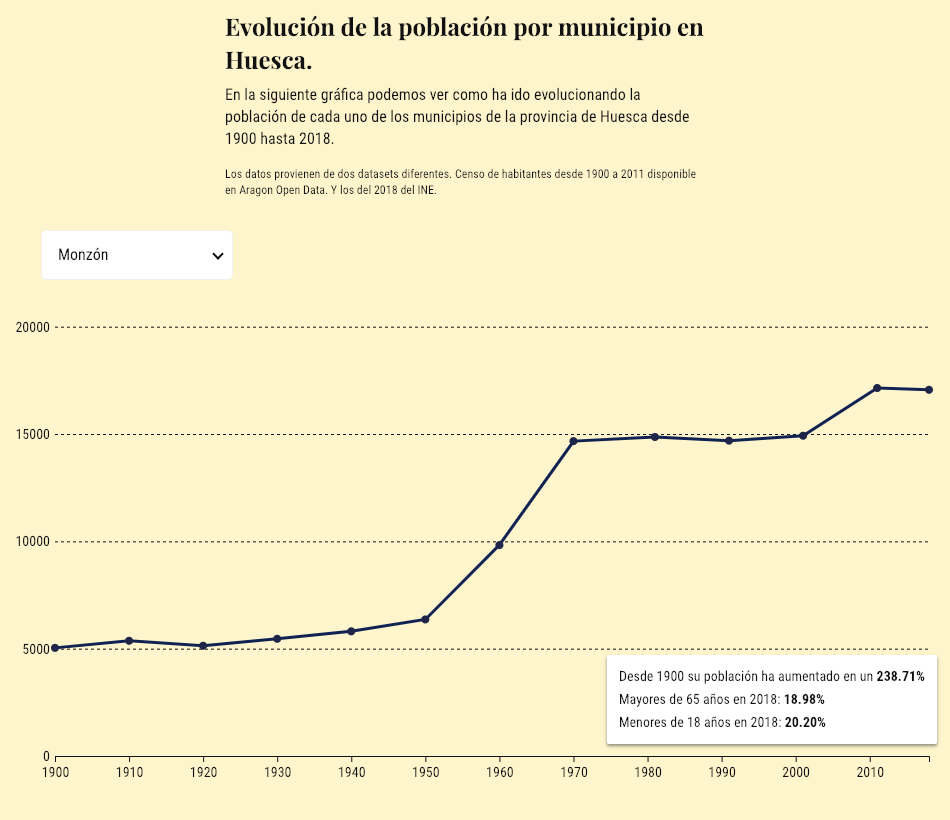 Evolución de la población por municipio en
Huesca.
En la siguiente gráfica podemos ver como ha ido evolucionando la
población de cada uno de los municipios de la provincia de Huesca desde
1900 hasta 2018.
Los datos provienen de dos datasets diferentes. Censo de habitantes desde 1900 a 2011 disponible
en Aragon Open Data. Y los del 2018 del INE.
Monzón
20000
15000
10000
5000
Desde 1900 su población ha aumentado en un 238.71%
Mayores de 65 años en 2018: 18.98%
Menores de 18 años en 2018: 20.20%
0
1900 1910 1920 1930 1940 1950 1960 1970 1980 1990 2000 2010